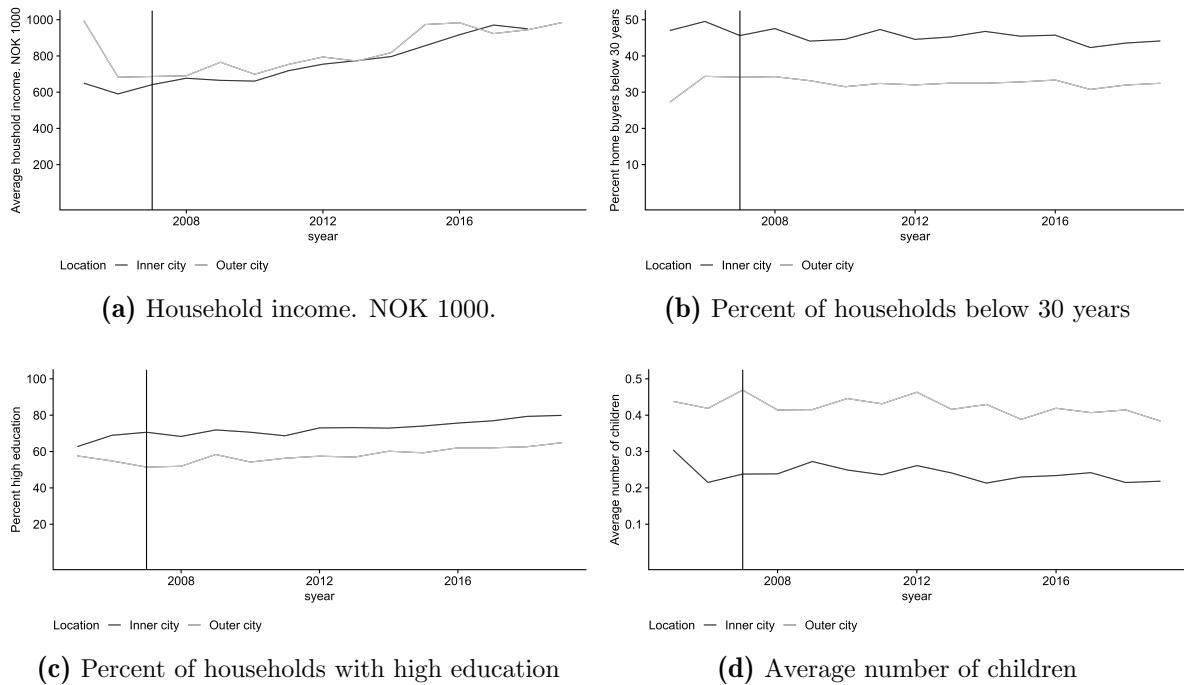 Average houshold income. NOK 1000
1000
800
600
400
200
2008
2012
2016
syear
Location Inner city Outer city
(a) Household income. NOK 1000.
Percent home buyers below 30 years
50
40
30
20
10
2008
2012
2016
syear
Location Inner city Outer city
(b) Percent of households below 30 years
Percent high education
100
80
60
40
20
2008
2012
2016
syear
Location Inner city Outer city
(c) Percent of households with high education
Average number of children
0.5
0.4
0.3
0.2
0.1
2008
2012
2016
syear
Location Inner city Outer city
(d) Average number of children